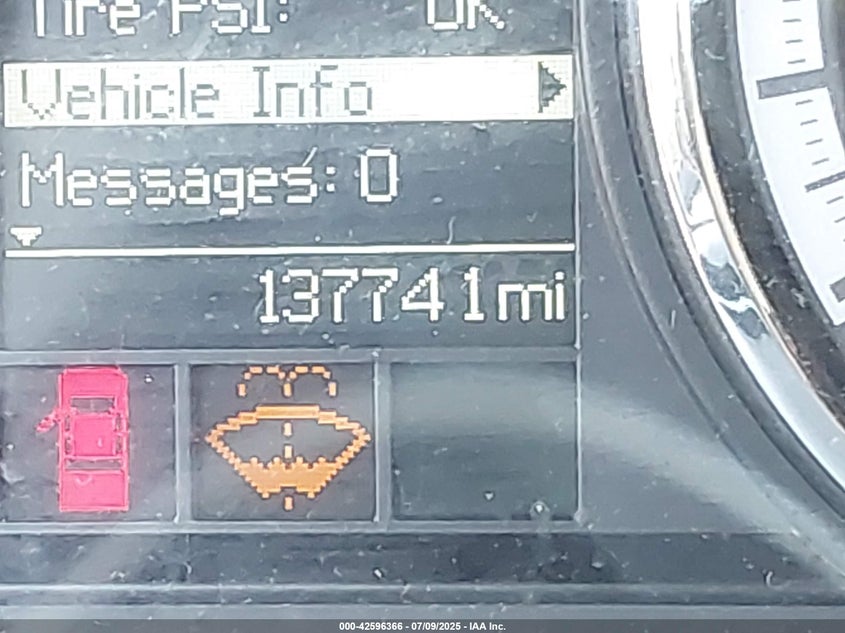 Tire PSI: OK
Vehicle Info
Messages: 0
137741mi
000-42596366 - 07/09/2025 - IAA Inc.